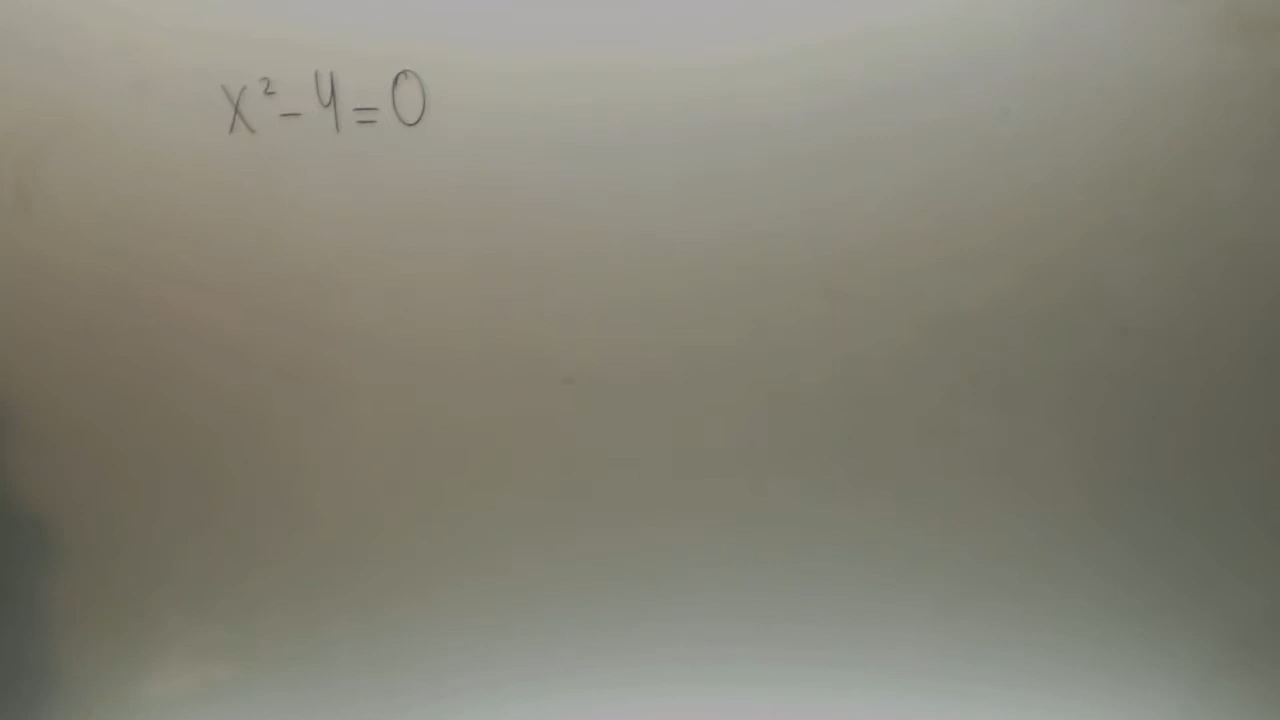 x² - 4 = 0